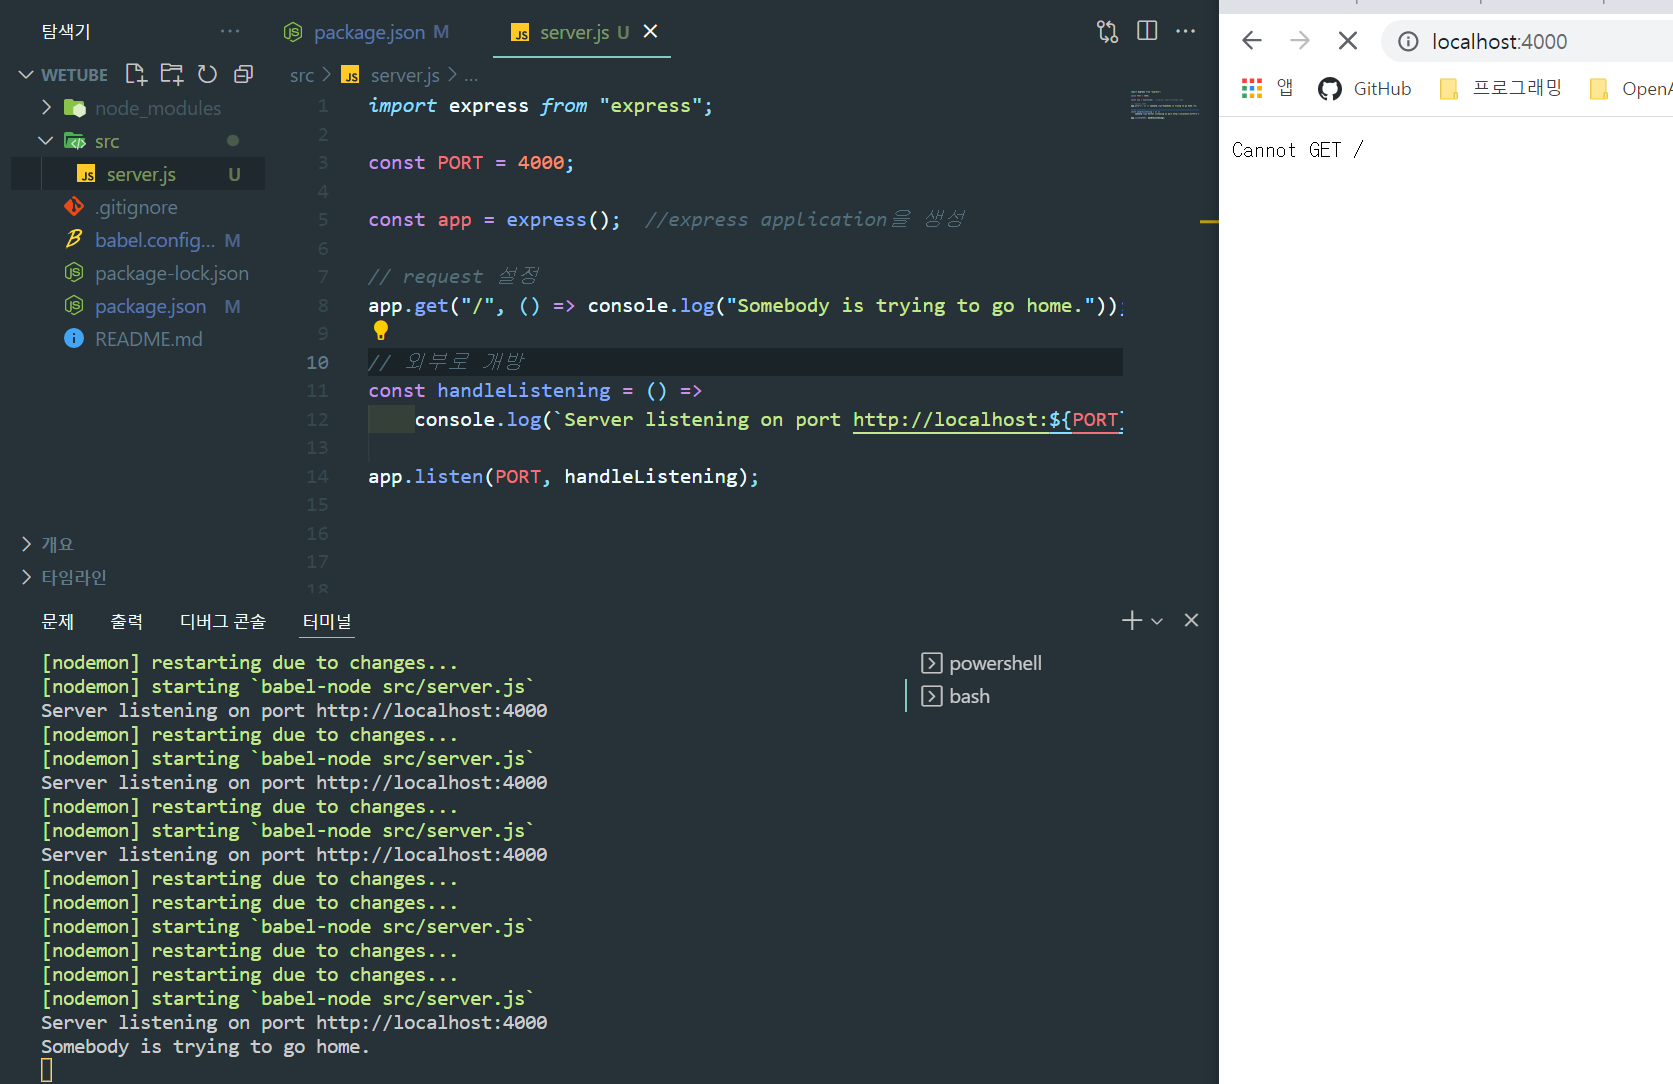 탐색기 ···
package.json M
server.js U
WETUBE
node_modules
src
server.js U
.gitignore
babel.config... M
package-lock.json
package.json M
README.md
개요
타임라인
src > server.js > ...
1 import express from "express";
2
3 const PORT = 4000;
4
5 const app = express(); //express application을 생성
6
7 // request 설정
8 app.get("/", () => console.log("Somebody is trying to go home."));
9
10 // 외부로 개방
11 const handleListening = () =>
12 console.log(`Server listening on port http://localhost:${PORT}
13
14 app.listen(PORT, handleListening);
15
16
17
18
문제 출력 디버그 콘솔 터미널
[nodemon] restarting due to changes...
[nodemon] starting `babel-node src/server.js`
Server listening on port http://localhost:4000
[nodemon] restarting due to changes...
[nodemon] starting `babel-node src/server.js`
Server listening on port http://localhost:4000
[nodemon] restarting due to changes...
[nodemon] starting `babel-node src/server.js`
Server listening on port http://localhost:4000
[nodemon] restarting due to changes...
[nodemon] restarting due to changes...
[nodemon] starting `babel-node src/server.js`
[nodemon] restarting due to changes...
[nodemon] restarting due to changes...
[nodemon] starting `babel-node src/server.js`
Server listening on port http://localhost:4000
Somebody is trying to go home.
powershell
bash
localhost:4000
앱 GitHub 프로그래밍 OpenA
Cannot GET /